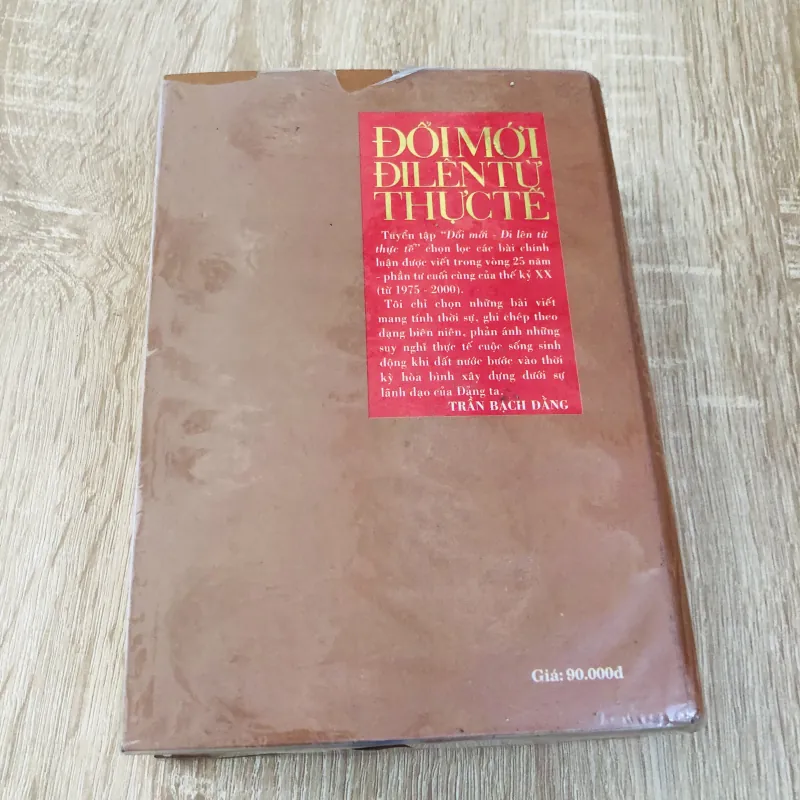 ĐỔI MỚI
ĐI LÊN TỪ
THỰC TẾ
Tuyển tập “Đổi mới - Đi lên từ
thực tế” chọn lọc các bài chính
luận được viết trong vòng 25 năm
- phần tư cuối cùng của thế kỷ XX
(từ 1975 - 2000).
Tôi chỉ chọn những bài viết
mang tính thời sự, ghi chép theo
dạng biên niên, phản ánh những
suy nghĩ thực tế cuộc sống sinh
động khi đất nước bước vào thời
kỳ hòa bình xây dựng dưới sự
lãnh đạo của Đảng ta.
TRẦN BẠCH ĐẰNG
Giá: 90.000đ